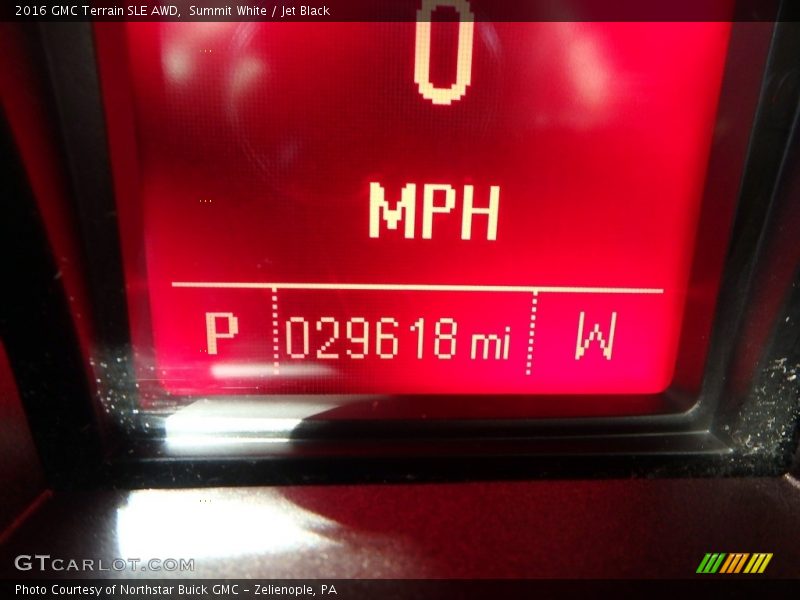 2016 GMC Terrain SLE AWD, Summit White / Jet Black
0
MPH
P 029618 mi W
GTCARLOT.COM
Photo Courtesy of Northstar Buick GMC - Zelienople, PA